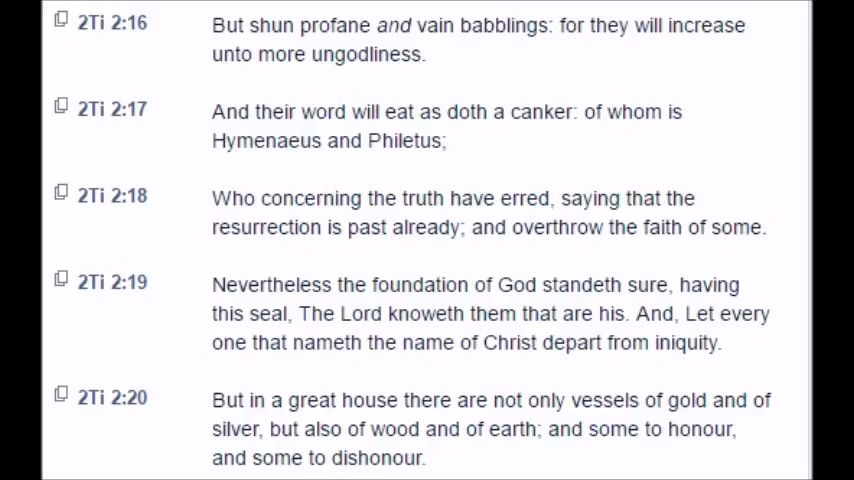 2Ti 2:16 But shun profane and vain babblings: for they will increase
unto more ungodliness.
2Ti 2:17 And their word will eat as doth a canker: of whom is
Hymenaeus and Philetus;
2Ti 2:18 Who concerning the truth have erred, saying that the
resurrection is past already; and overthrow the faith of some.
2Ti 2:19 Nevertheless the foundation of God standeth sure, having
this seal, The Lord knoweth them that are his. And, Let every
one that nameth the name of Christ depart from iniquity.
2Ti 2:20 But in a great house there are not only vessels of gold and of
silver, but also of wood and of earth; and some to honour,
and some to dishonour.